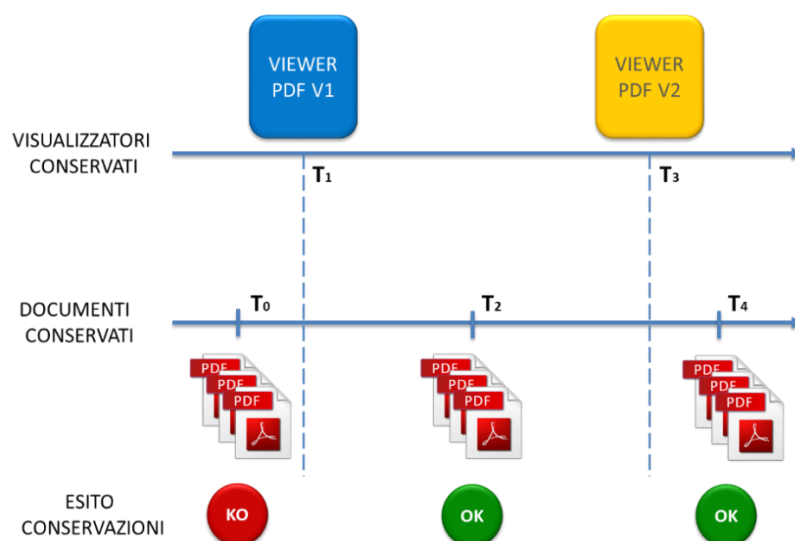 VIEWER
PDF V1
VIEWER
PDF V2
VISUALIZZATORI
CONSERVATI
T1
T3
DOCUMENTI
CONSERVATI
T0
T2
T4
PDF
PDF
PDF
PDF
PDF
PDF
PDF
PDF
PDF
ESITO
CONSERVAZIONI
KO
OK
OK